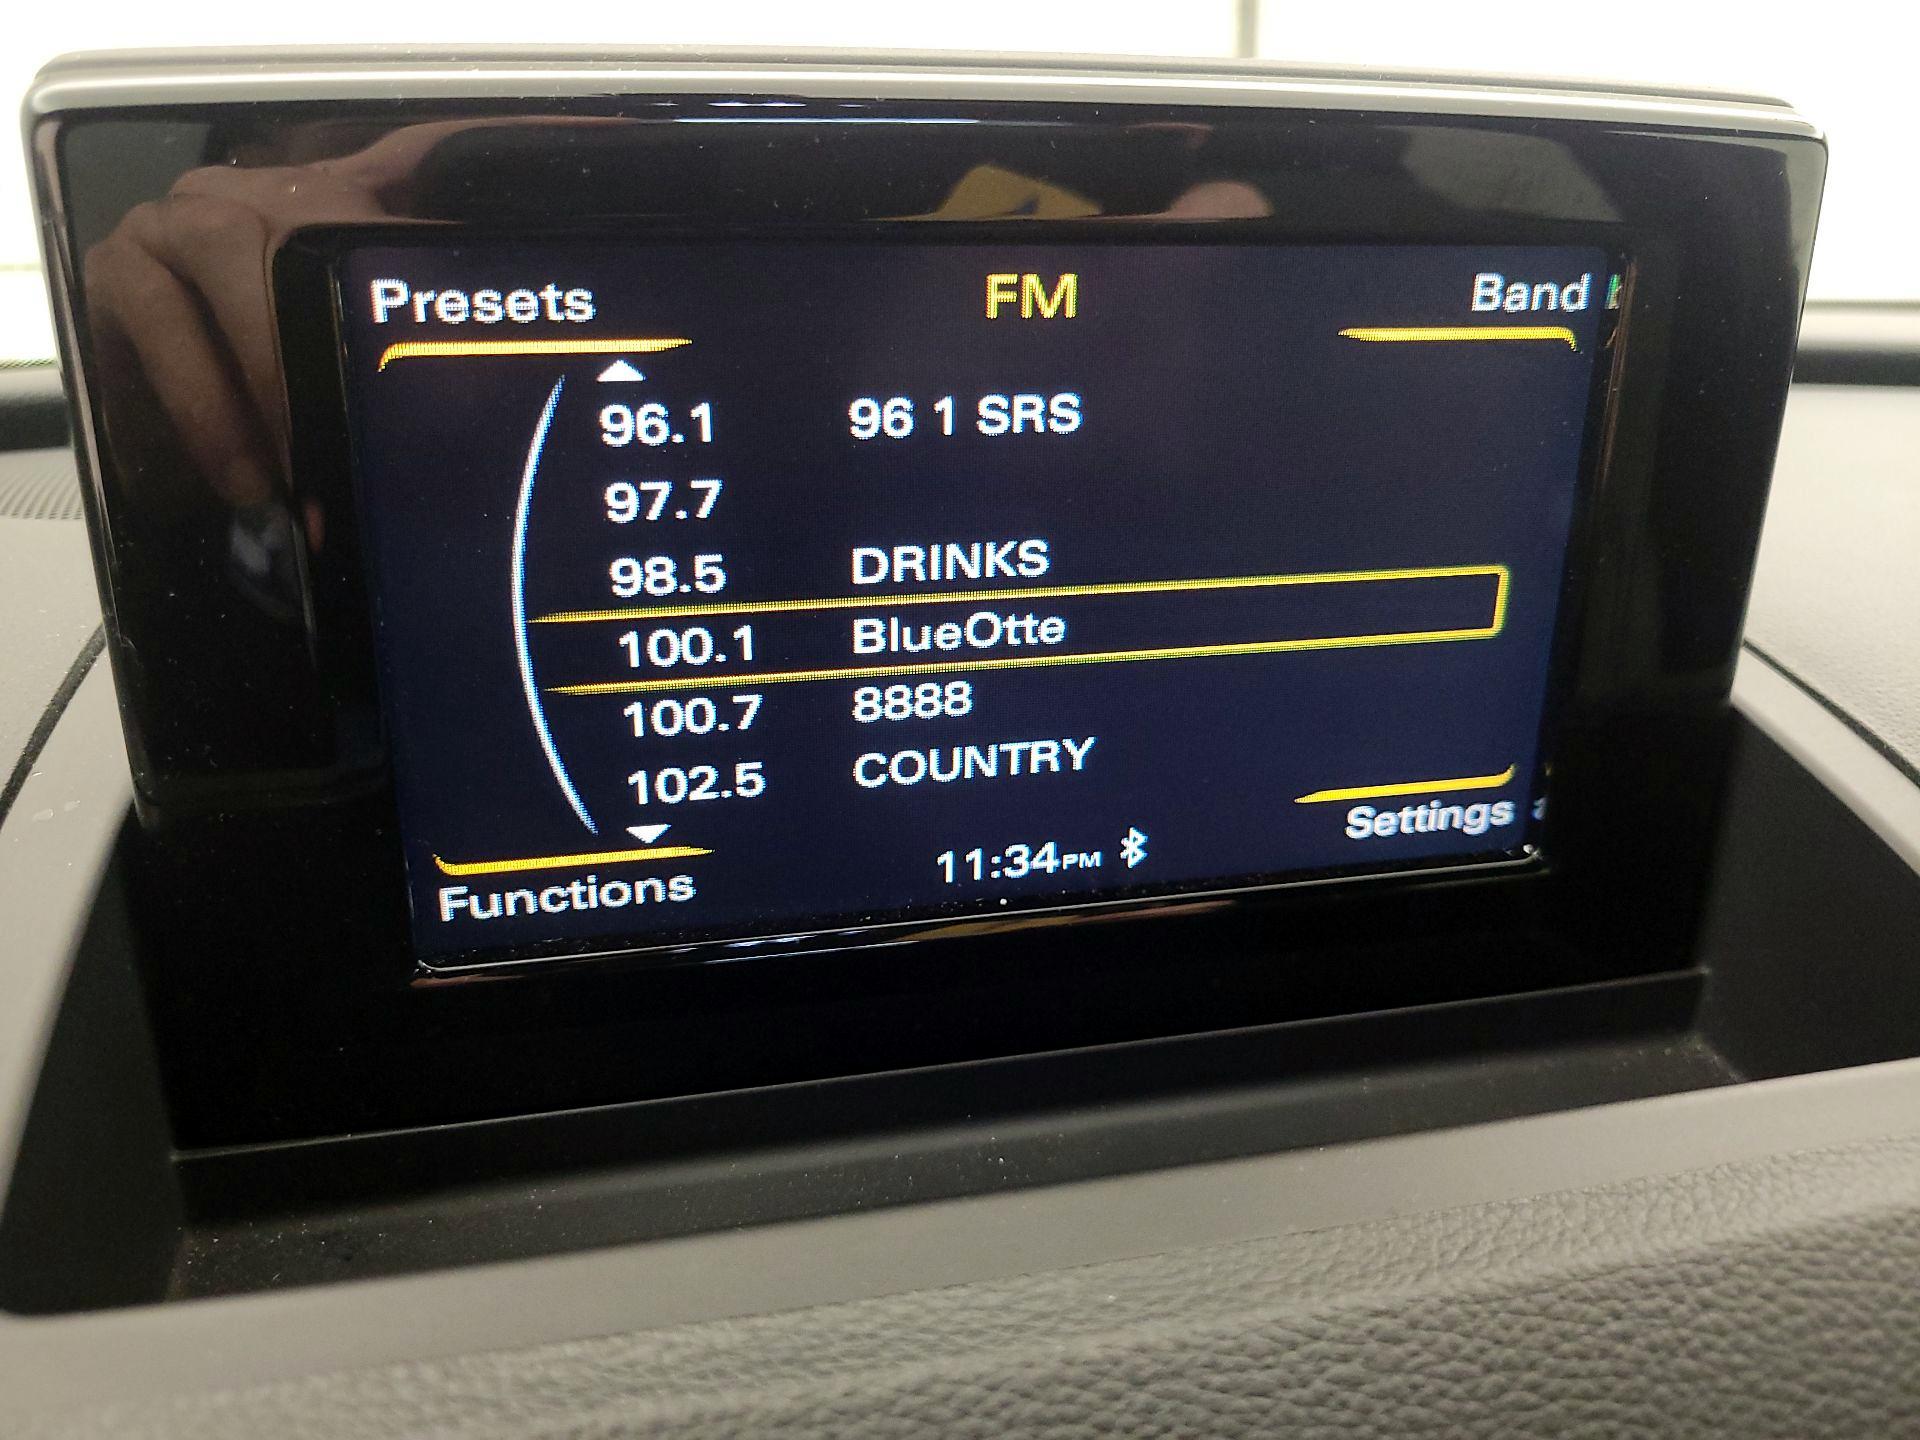 Presets FM Band
96.1 96 1 SRS
97.7
98.5 DRINKS
100.1 BlueOtte
100.7 8888
102.5 COUNTRY
Functions 11:34PM Settings